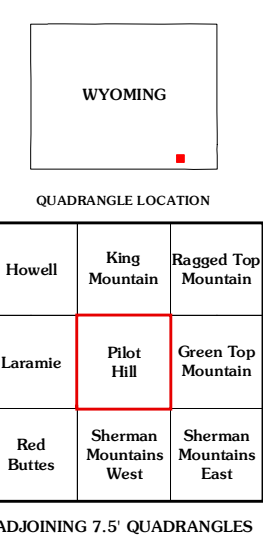 WYOMING
QUADRANGLE LOCATION
Howell
King
Mountain
Ragged Top
Mountain
Laramie
Pilot
Hill
Green Top
Mountain
Red
Buttes
Sherman
Mountains
West
Sherman
Mountains
East
ADJOINING 7.5' QUADRANGLES